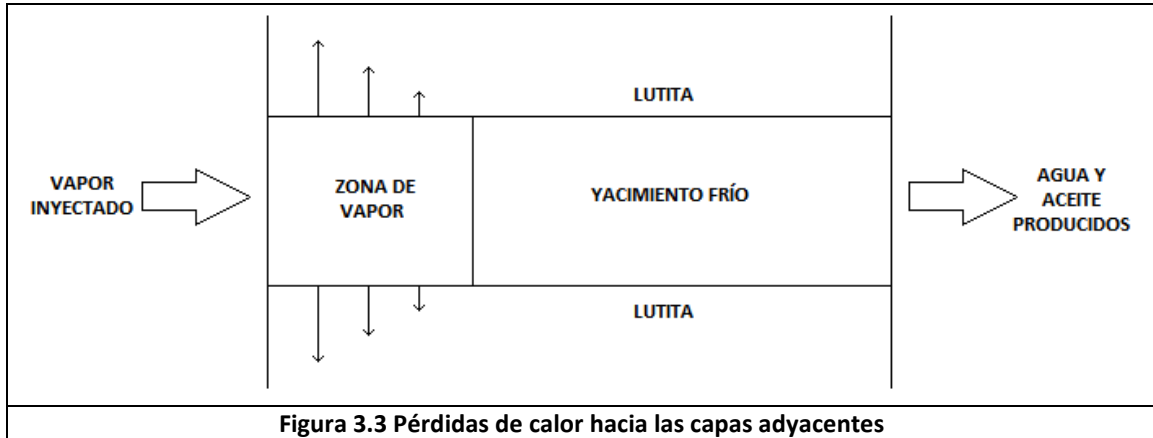 LUTITA
VAPOR
INYECTADO
ZONA DE
VAPOR
YACIMIENTO FRÍO
AGUA Y
ACEITE
PRODUCIDOS
LUTITA
Figura 3.3 Pérdidas de calor hacia las capas adyacentes